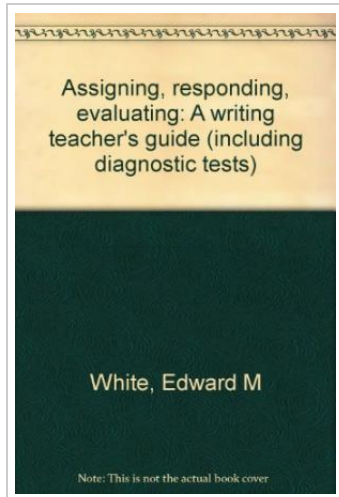 Assigning, responding,
evaluating: A writing
teacher's guide (including
diagnostic tests)
White, Edward M
Note: This is not the actual book cover